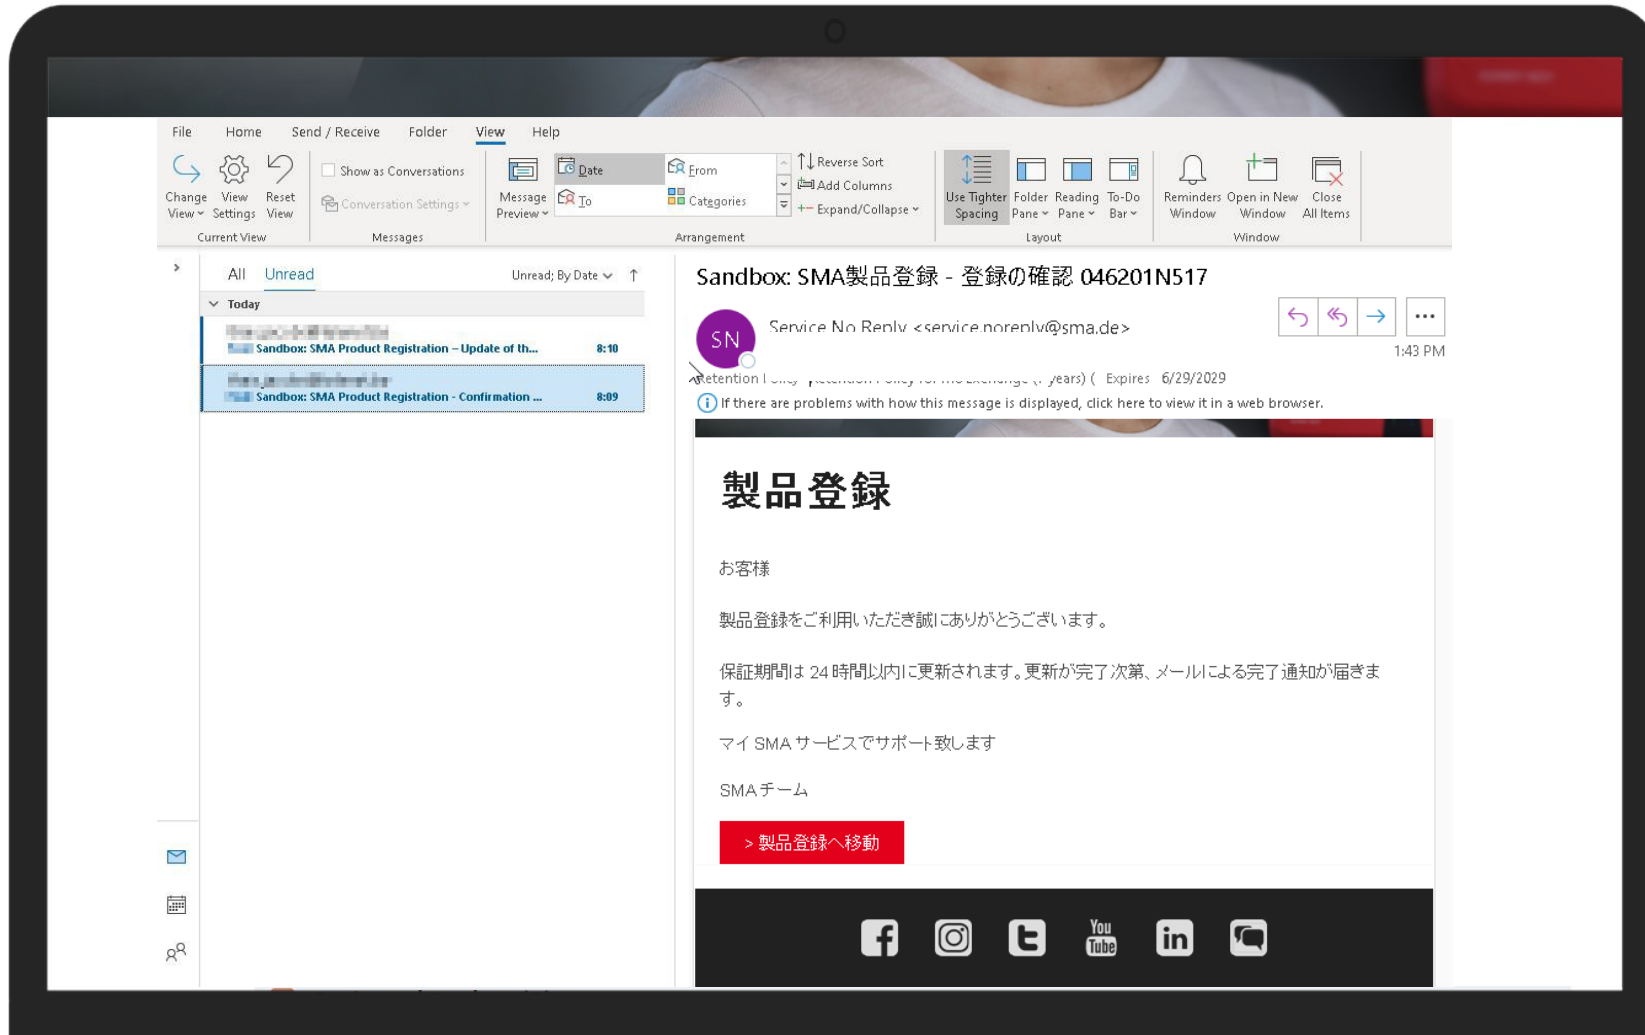 File Home Send / Receive Folder View Help
Change View View Settings Reset View
Current View
Show as Conversations
Conversation Settings
Messages
Message Preview
Date From
To Categories
Reverse Sort
Add Columns
Expand/Collapse
Arrangement
Use Tighter Spacing Folder Pane Reading Pane To-Do Bar
Layout
Reminders Window Open in New Window Close All Items
Window
All Unread Unread; By Date
Today
Sandbox: SMA Product Registration – Update of th... 8:10
Sandbox: SMA Product Registration - Confirmation ... 8:09
Sandbox: SMA製品登録 - 登録の確認 046201N517
SN
Service No Reply <service.noreply@sma.de>
1:43 PM
Retention years) ( Expires 6/29/2029
If there are problems with how this message is displayed, click here to view it in a web browser.
製品登録
お客様
製品登録をご利用いただき誠にありがとうございます。
保証期間は 24 時間以内に更新されます。更新が完了次第、メールによる完了通知が届きま
す。
マイ SMA サービスでサポート致します
SMA チーム
> 製品登録へ移動
You
Tube
in